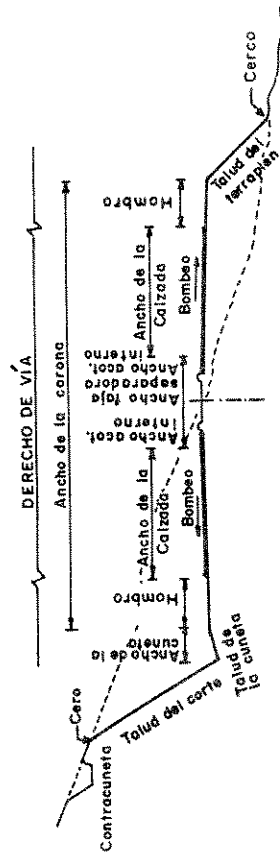 DERECHO DE VÍA
Ancho de la corona
Contracuneta
Cero
Ancho de la
cuneta
Hombro
Ancho de la
Calzada
Ancho acot.
interno
Ancho faja
saparadora
Ancho acot.
interno
Ancho de la
Calzada
Hombro
Bombeo
Bombeo
Talud del corte
Talud de
la cuneta
Talud del
terraplén
Cerco